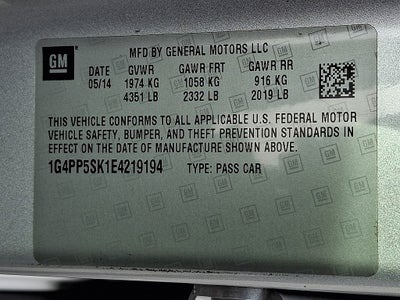 GM
MFD BY GENERAL MOTORS LLC
DATE GVWR GAWR FRT GAWR RR
05/14 1974 KG 1058 KG 916 KG
4351 LB 2332 LB 2019 LB
THIS VEHICLE CONFORMS TO ALL APPLICABLE U.S. FEDERAL MOTOR
VEHICLE SAFETY, BUMPER, AND THEFT PREVENTION STANDARDS IN
EFFECT ON THE DATE OF MANUFACTURE SHOWN ABOVE.
1G4PP5SK1E4219194 TYPE: PASS CAR